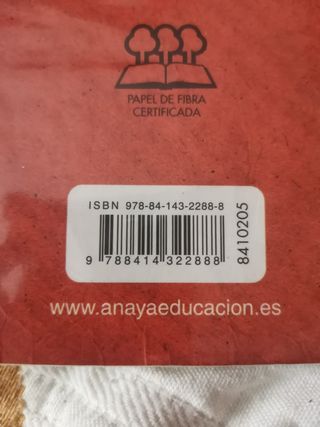 PAPEL DE FIBRA
CERTIFICADA
ISBN 978-84-143-2288-8
9 788414 322888
8410205
www.anayaeducacion.es